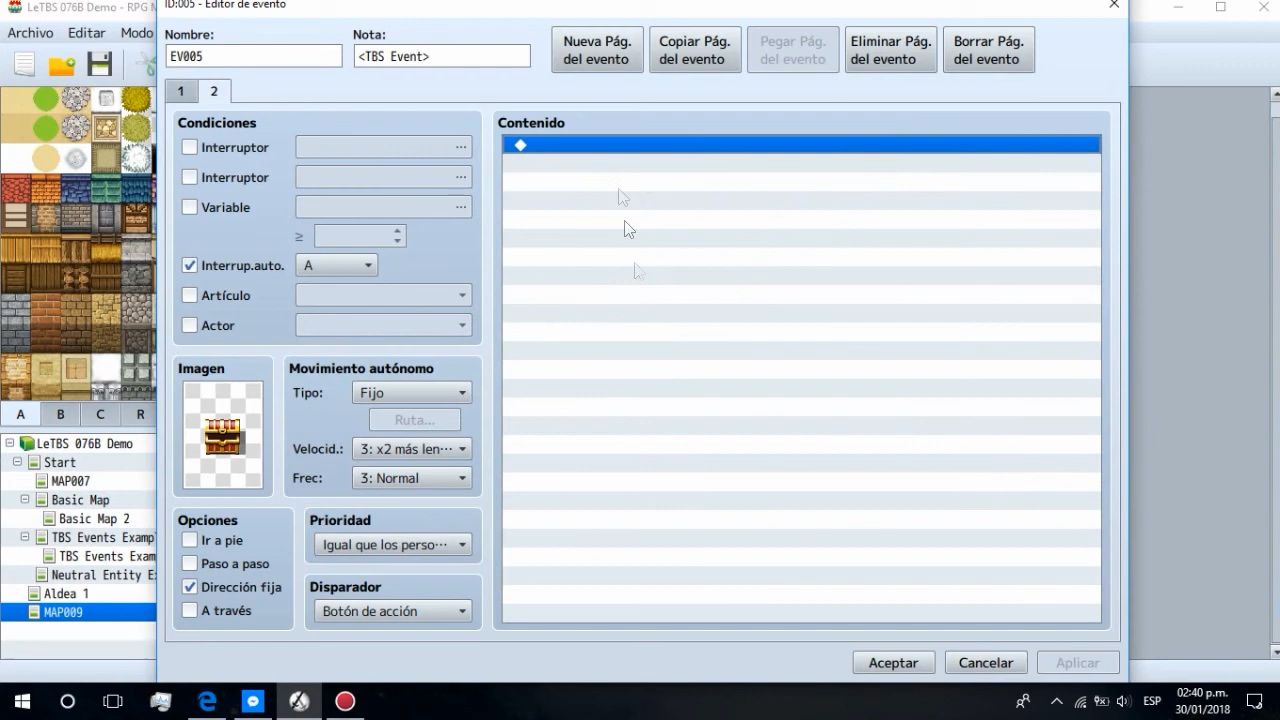 LeTBS 076B Demo - RPG M
ID:005 - Editor de evento
Archivo Editar Modo
Nombre:
Nota:
EV005
<TBS Event>
Nueva Pág. del evento
Copiar Pág. del evento
Pegar Pág. del evento
Eliminar Pág. del evento
Borrar Pág. del evento
1 2
Condiciones
Interruptor ...
Interruptor ...
Variable ...
≥
Interrup.auto. A
Artículo
Actor
Contenido
Imagen
Movimiento autónomo
Tipo: Fijo
Ruta...
Velocid.: 3: x2 más len···
Frec: 3: Normal
Opciones
Ir a pie
Paso a paso
Dirección fija
A través
Prioridad
Igual que los perso···
Disparador
Botón de acción
A B C R
LeTBS 076B Demo
Start
MAP007
Basic Map
Basic Map 2
TBS Events Examp
TBS Events Exam
Neutral Entity E
Aldea 1
MAP009
Aceptar Cancelar Aplicar
ESP
02:40 p.m.
30/01/2018